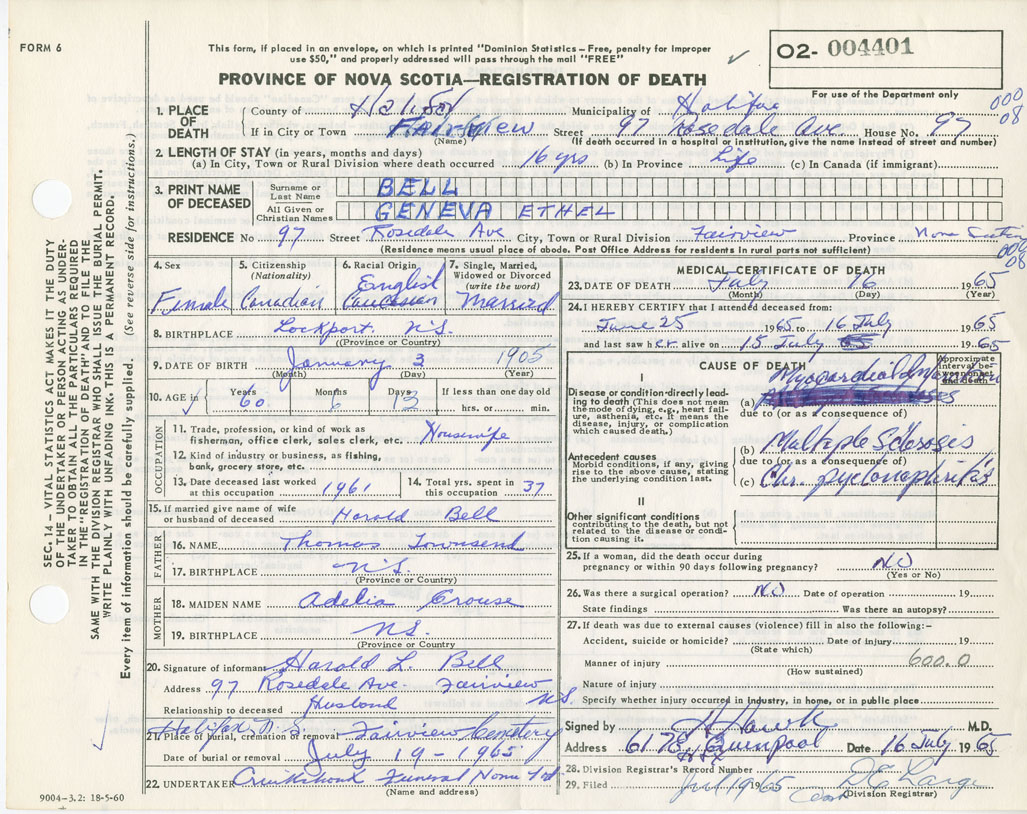 FORM 6
This form, if placed in an envelope, on which is printed "Dominion Statistics – Free, penalty for improper
use $50," and properly addressed will pass through the mail "FREE"
PROVINCE OF NOVA SCOTIA—REGISTRATION OF DEATH
O2- 004401
For use of the Department only
000
08
1. PLACE OF DEATH County of Halifax Municipality of Halifax
If in City or Town FAIRVIEW Street 97 Rosedale Ave. House No. 97
(Name) (If death occurred in a hospital or institution, give the name instead of street and number)
2. LENGTH OF STAY (in years, months and days)
(a) In City, Town or Rural Division where death occurred 16 yrs (b) In Province Life (c) In Canada (if immigrant)
3. PRINT NAME OF DECEASED Surname or Last Name BELL
All Given or Christian Names GENEVA ETHEL
RESIDENCE No 97 Street Rosedale Ave City, Town or Rural Division Fairview Province Nova Scotia
(Residence means usual place of abode. Post Office Address for residents in rural parts not sufficient)
000
08
SEC. 14 – VITAL STATISTICS ACT MAKES IT THE DUTY
OF THE UNDERTAKER OR PERSON ACTING AS UNDER-
TAKER TO OBTAIN ALL THE PARTICULARS REQUIRED
IN THE "REGISTRATION OF DEATH" AND TO FILE THE
SAME WITH THE DIVISION REGISTRAR WHO SHALL ISSUE THE BURIAL PERMIT.
WRITE PLAINLY WITH UNFADING INK. THIS IS A PERMANENT RECORD.
Every item of information should be carefully supplied. (See reverse side for instructions.)
4. Sex 5. Citizenship (Nationality) 6. Racial Origin 7. Single, Married, Widowed or Divorced (write the word)
English
Female Canadian Caucasian Married
8. BIRTHPLACE Lockport N.S.
(Province or Country)
9. DATE OF BIRTH January 3 1905
(Month) (Day) (Year)
10. AGE in Years 60 Months 6 Days 12 If less than one day old
hrs. or min.
OCCUPATION
11. Trade, profession, or kind of work as
fisherman, office clerk, sales clerk, etc. Housewife
12. Kind of industry or business, as fishing,
bank, grocery store, etc.
13. Date deceased last worked
at this occupation 1961
14. Total yrs. spent in
this occupation 37
15. If married give name of wife
or husband of deceased Harold Bell
FATHER
16. NAME Thomas Townsend
17. BIRTHPLACE N.S.
(Province or Country)
MOTHER
18. MAIDEN NAME Adelia Crouse
19. BIRTHPLACE N.S.
(Province or Country)
20. Signature of informant Harold L. Bell
Address 97 Rosedale Ave. Fairview N.S.
Relationship to deceased Husband
Halifax N.S. Fairview Cemetery
21. Place of burial, cremation or removal
Date of burial or removal July 19 – 1965
22. UNDERTAKER Funeral Home Ltd
(Name and address)
9004–3.2: 18-5-60
MEDICAL CERTIFICATE OF DEATH
23. DATE OF DEATH July 16 1965
(Month) (Day) (Year)
24. I HEREBY CERTIFY that I attended deceased from:
June 25 1965 to 16 July 1965
and last saw her alive on 15 July 1965
CAUSE OF DEATH
Approximate interval between onset and death
I
Disease or condition directly leading to death (This does not mean the mode of dying, e.g., heart failure, asthenia, etc. It means the disease, injury, or complication which caused death)
(a) Myocardial Infarction
due to (or as a consequence of)
Antecedent causes
Morbid conditions, if any, giving rise to the above cause, stating the underlying condition last.
(b) Multiple Sclerosis
due to (or as a consequence of)
(c) Chr. pyelonephritis
II
Other significant conditions
contributing to the death, but not related to the disease or condition causing it.
25. If a woman, did the death occur during
pregnancy or within 90 days following pregnancy? NO
(Yes or No)
26. Was there a surgical operation? NO Date of operation 19
State findings Was there an autopsy?
27. If death was due to external causes (violence) fill in also the following:–
Accident, suicide or homicide? Date of injury 19
(State which)
Manner of injury 600.0
(How sustained)
Nature of injury
Specify whether injury occurred in industry, in home, or in public place
Signed by M.D.
Address 6178 Quinpool Date 16 July 1965
Hfx
28. Division Registrar's Record Number
29. Filed Jul 19 1965 D E Large
(Division Registrar)